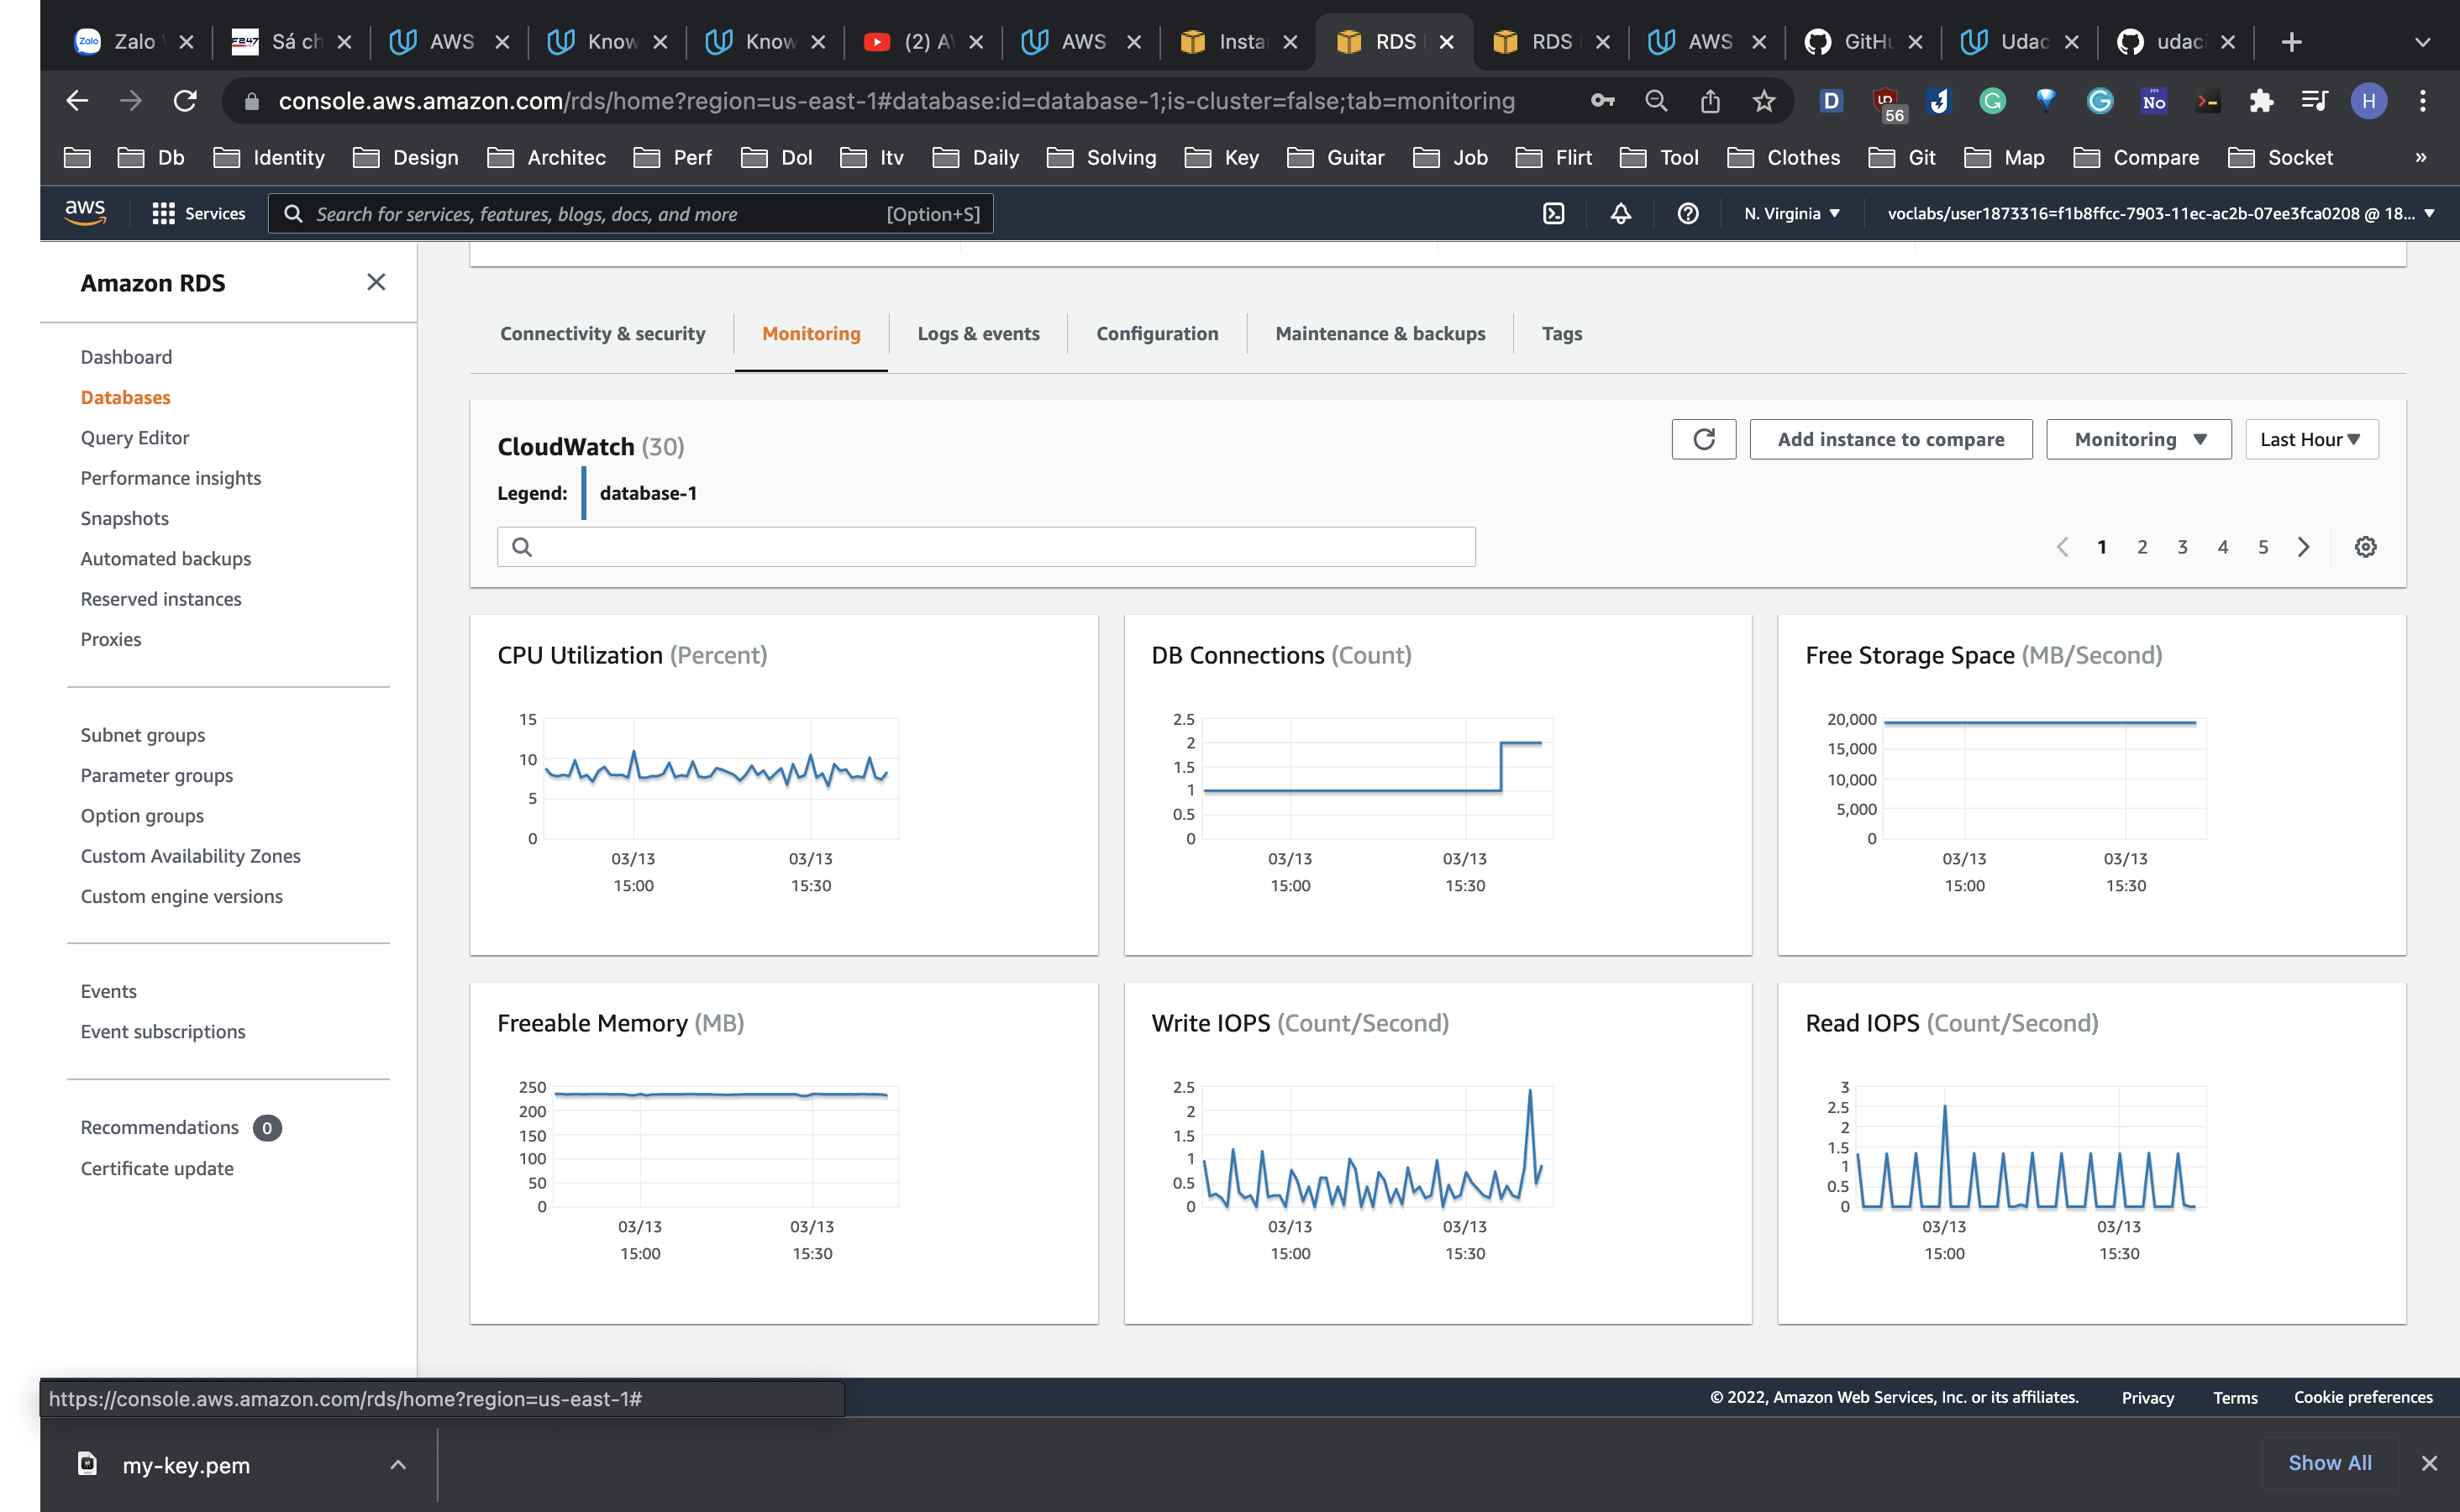 Zalo
Sá ch
AWS
Know
Know
(2) A
AWS
Insta
RDS
RDS
AWS
GitHu
Udac
udac
console.aws.amazon.com/rds/home?region=us-east-1#database:id=database-1;is-cluster=false;tab=monitoring
56
No
H
Db
Identity
Design
Architec
Perf
Dol
Itv
Daily
Solving
Key
Guitar
Job
Flirt
Tool
Clothes
Git
Map
Compare
Socket
»
aws
Services
Search for services, features, blogs, docs, and more
[Option+S]
N. Virginia
voclabs/user1873316=f1b8ffcc-7903-11ec-ac2b-07ee3fca0208 @ 18...
Amazon RDS
Dashboard
Databases
Query Editor
Performance insights
Snapshots
Automated backups
Reserved instances
Proxies
Subnet groups
Parameter groups
Option groups
Custom Availability Zones
Custom engine versions
Events
Event subscriptions
Recommendations 0
Certificate update
Connectivity & security
Monitoring
Logs & events
Configuration
Maintenance & backups
Tags
CloudWatch (30)
Add instance to compare
Monitoring
Last Hour
Legend: database-1
1 2 3 4 5
CPU Utilization (Percent)
15
10
5
0
03/13 03/13
15:00 15:30
DB Connections (Count)
2.5
2
1.5
1
0.5
0
03/13 03/13
15:00 15:30
Free Storage Space (MB/Second)
20,000
15,000
10,000
5,000
0
03/13 03/13
15:00 15:30
Freeable Memory (MB)
250
200
150
100
50
0
03/13 03/13
15:00 15:30
Write IOPS (Count/Second)
2.5
2
1.5
1
0.5
0
03/13 03/13
15:00 15:30
Read IOPS (Count/Second)
3
2.5
2
1.5
1
0.5
0
03/13 03/13
15:00 15:30
https://console.aws.amazon.com/rds/home?region=us-east-1#
© 2022, Amazon Web Services, Inc. or its affiliates.
Privacy
Terms
Cookie preferences
my-key.pem
Show All